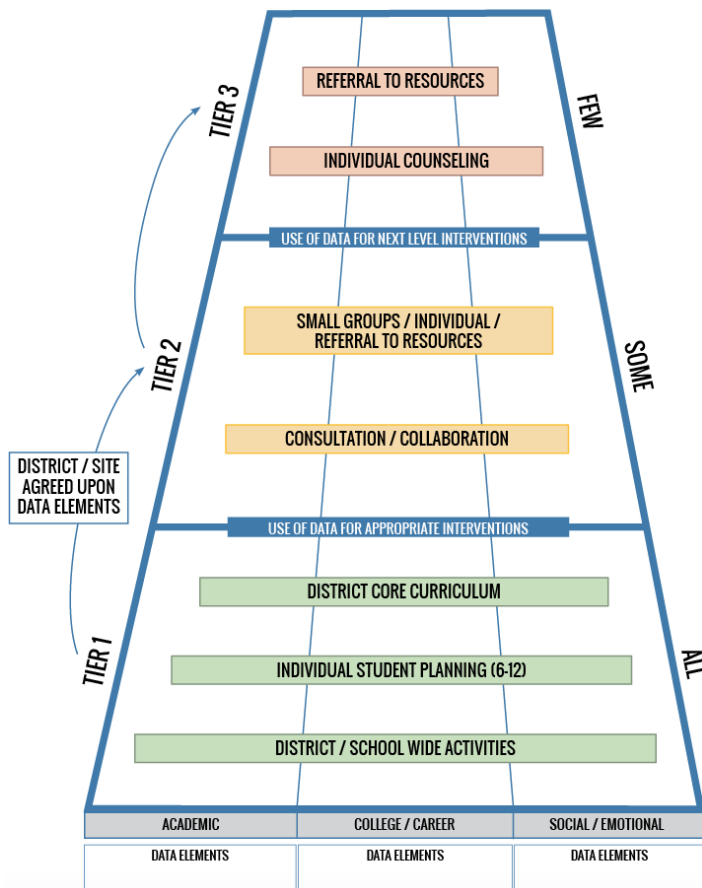 REFERRAL TO RESOURCES
TIER 3
FEW
INDIVIDUAL COUNSELING
USE OF DATA FOR NEXT LEVEL INTERVENTIONS
SMALL GROUPS / INDIVIDUAL /
REFERRAL TO RESOURCES
TIER 2
SOME
CONSULTATION / COLLABORATION
DISTRICT / SITE
AGREED UPON
DATA ELEMENTS
USE OF DATA FOR APPROPRIATE INTERVENTIONS
DISTRICT CORE CURRICULUM
TIER 1
ALL
INDIVIDUAL STUDENT PLANNING (6-12)
DISTRICT / SCHOOL WIDE ACTIVITIES
ACADEMIC
COLLEGE / CAREER
SOCIAL / EMOTIONAL
DATA ELEMENTS
DATA ELEMENTS
DATA ELEMENTS